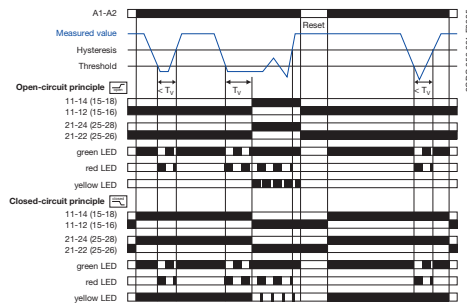 A1-A2
Reset
Measured value
Hysteresis
Threshold
< Tv
Tv
< Tv
Open-circuit principle
11-14 (15-18)
11-12 (15-16)
21-24 (25-28)
21-22 (25-26)
green LED
red LED
yellow LED
Closed-circuit principle
11-14 (15-18)
11-12 (15-16)
21-24 (25-28)
21-22 (25-26)
green LED
red LED
yellow LED